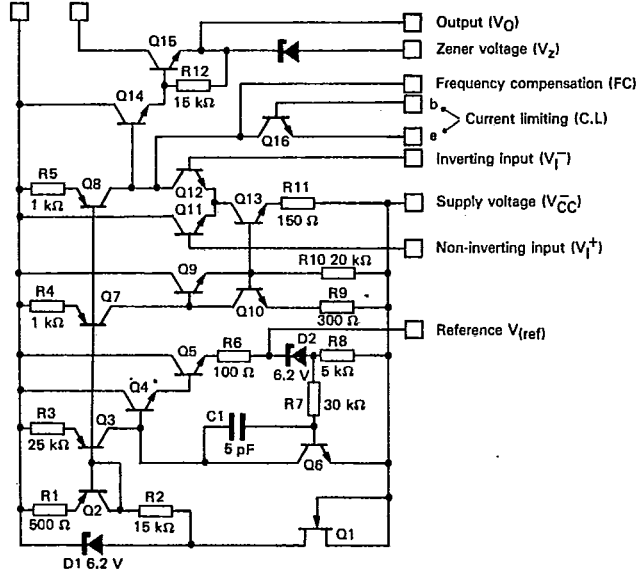 Output (VO)
Q15
Zener voltage (VZ)
R12
15 kΩ
Frequency compensation (FC)
Q14
b
Current limiting (C.L)
e
Q16
Inverting input (VI−)
R5
Q8
1 kΩ
Q12
Q13
R11
Q11
150 Ω
Supply voltage (VCC−)
Non-inverting input (VI+)
R10 20 kΩ
Q9
R4
Q7
Q10
R9
1 kΩ
300 Ω
Reference V(ref)
Q5
R6
D2
R8
100 Ω
6.2 V
5 kΩ
Q4
R7
30 kΩ
R3
Q3
C1
25 kΩ
5 pF
Q6
R1
Q2
R2
500 Ω
15 kΩ
Q1
D1 6.2 V